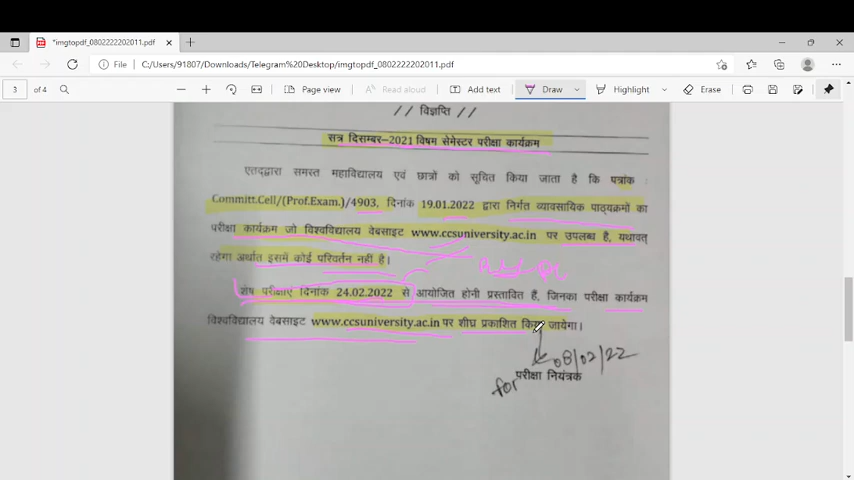 *imgtopdf_0802222202011.pdf
File C:/Users/91807/Downloads/Telegram%20Desktop/imgtopdf_0802222202011.pdf
3 of 4 Page view Read aloud Add text Draw Highlight Erase
// विज्ञप्ति //
सत्र दिसम्बर–2021 विषम सेमेस्टर परीक्षा कार्यक्रम
एतद्द्वारा समस्त महाविद्यालय एवं छात्रों को सूचित किया जाता है कि पत्रांक :
Committ.Cell/(Prof.Exam.)/4903, दिनांक 19.01.2022 द्वारा निर्गत व्यावसायिक पाठ्यक्रमों का
परीक्षा कार्यक्रम जो विश्वविद्यालय वेबसाइट www.ccsuniversity.ac.in पर उपलब्ध है, यथावत्
रहेगा अर्थात इसमें कोई परिवर्तन नहीं है।
शेष परीक्षाएं दिनांक 24.02.2022 से आयोजित होनी प्रस्तावित हैं, जिनका परीक्षा कार्यक्रम
विश्वविद्यालय वेबसाइट www.ccsuniversity.ac.in पर शीघ्र प्रकाशित किया जायेगा।
08/02/22
for परीक्षा नियंत्रक